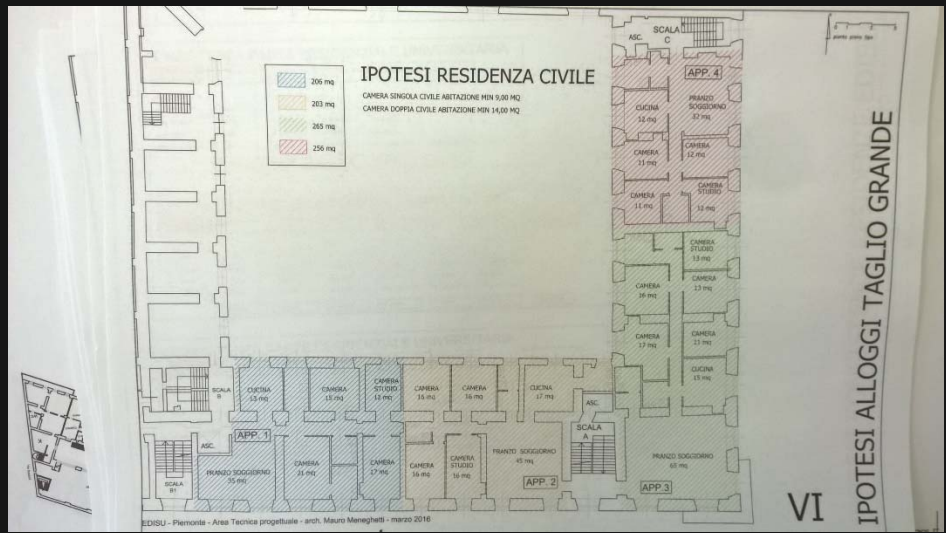 IPOTESI RESIDENZA CIVILE
CAMERA SINGOLA CIVILE ABITAZIONE MIN 9,00 MQ
CAMERA DOPPIA CIVILE ABITAZIONE MIN 14,00 MQ
206 mq
203 mq
265 mq
256 mq
ASC.
SCALA
C
APP. 4
CUCINA
12 mq
PRANZO
SOGGIORNO
37 mq
CAMERA
11 mq
CAMERA
12 mq
CAMERA
11 mq
CAMERA
STUDIO
12 mq
CAMERA
STUDIO
13 mq
CAMERA
16 mq
CAMERA
13 mq
CAMERA
17 mq
CAMERA
13 mq
CUCINA
15 mq
PRANZO SOGGIORNO
65 mq
APP.3
SCALA
B
CUCINA
13 mq
CAMERA
15 mq
CAMERA
STUDIO
12 mq
CAMERA
16 mq
CAMERA
16 mq
CUCINA
17 mq
ASC.
SCALA
A
ASC.
APP. 1
SCALA
B1
PRANZO SOGGIORNO
35 mq
CAMERA
21 mq
CAMERA
17 mq
CAMERA
16 mq
CAMERA
STUDIO
16 mq
PRANZO SOGGIORNO
45 mq
APP. 2
EDISU - Piemonte - Area Tecnica progettuale - arch. Mauro Meneghetti - marzo 2016
pianta piano tipo
IPOTESI ALLOGGI TAGLIO GRANDE
VI